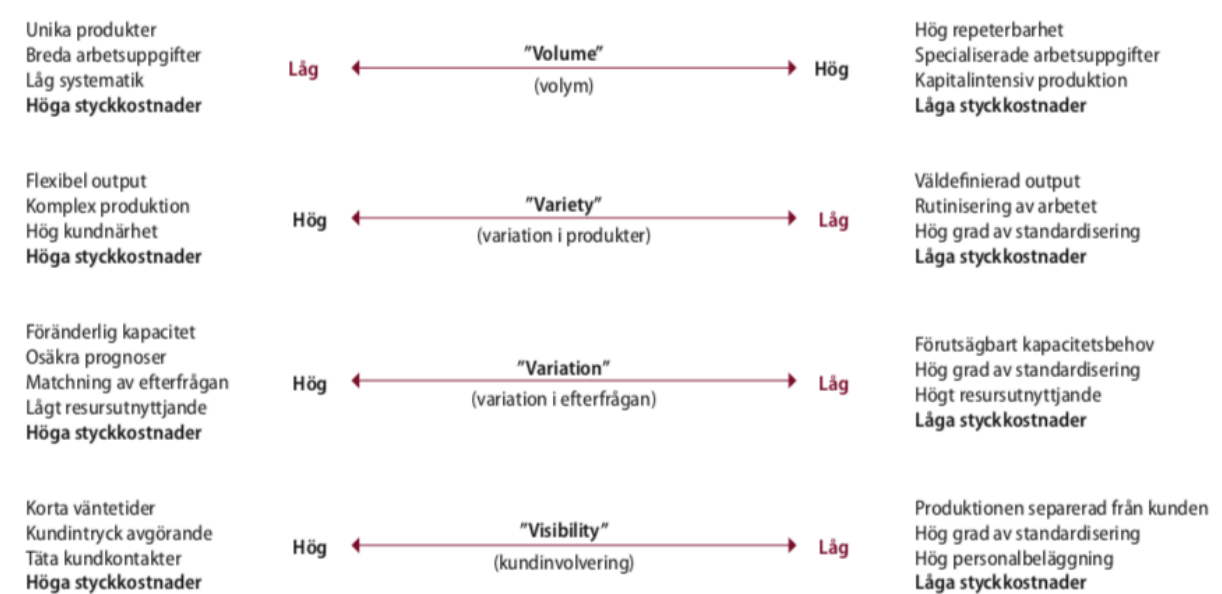 Unika produkter
Breda arbetsuppgifter
Låg systematik
Höga styckkostnader
Låg
"Volume"
(volym)
Hög
Hög repeterbarhet
Specialiserade arbetsuppgifter
Kapitalintensiv produktion
Låga styckkostnader
Flexibel output
Komplex produktion
Hög kundnärhet
Höga styckkostnader
Hög
"Variety"
(variation i produkter)
Låg
Väldefinierad output
Rutinisering av arbetet
Hög grad av standardisering
Låga styckkostnader
Föränderlig kapacitet
Osäkra prognoser
Matchning av efterfrågan
Lågt resursutnyttjande
Höga styckkostnader
Hög
"Variation"
(variation i efterfrågan)
Låg
Förutsägbart kapacitetsbehov
Hög grad av standardisering
Högt resursutnyttjande
Låga styckkostnader
Korta väntetider
Kundintryck avgörande
Täta kundkontakter
Höga styckkostnader
Hög
"Visibility"
(kundinvolvering)
Låg
Produktionen separerad från kunden
Hög grad av standardisering
Hög personalbeläggning
Låga styckkostnader